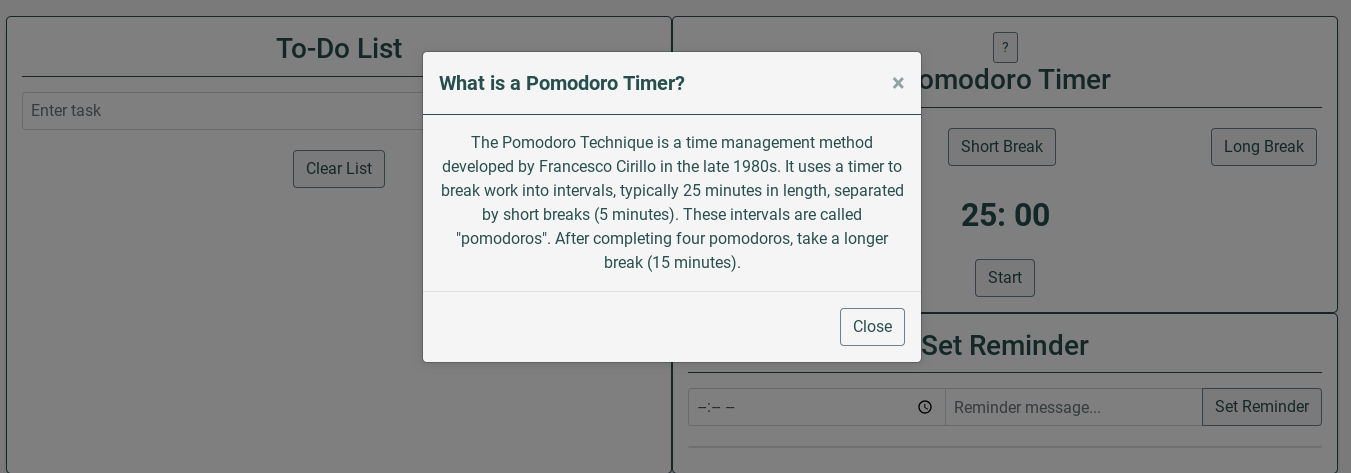 To-Do List
Enter task
Clear List
What is a Pomodoro Timer?
×
The Pomodoro Technique is a time management method
developed by Francesco Cirillo in the late 1980s. It uses a timer to
break work into intervals, typically 25 minutes in length, separated
by short breaks (5 minutes). These intervals are called
"pomodoros". After completing four pomodoros, take a longer
break (15 minutes).
Close
?
omodoro Timer
Short Break
Long Break
25: 00
Start
Set Reminder
--:-- --
Reminder message...
Set Reminder